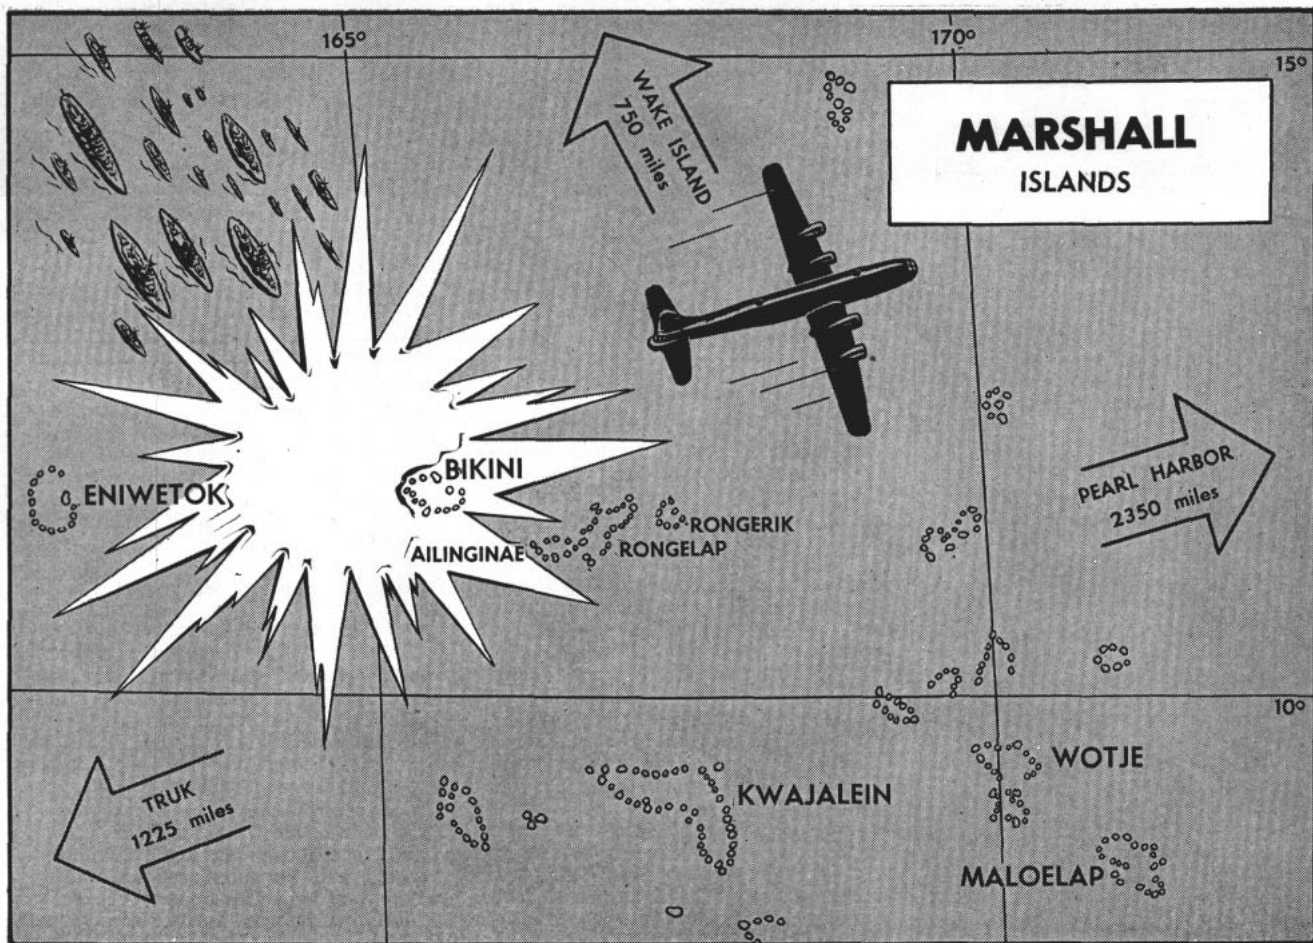 165°
170°
15°
WAKE ISLAND
750 miles
MARSHALL
ISLANDS
BIKINI
ENIWETOK
PEARL HARBOR
2350 miles
RONGERIK
AILINGINAE
RONGELAP
10°
TRUK
1225 miles
WOTJE
KWAJALEIN
MALOELAP